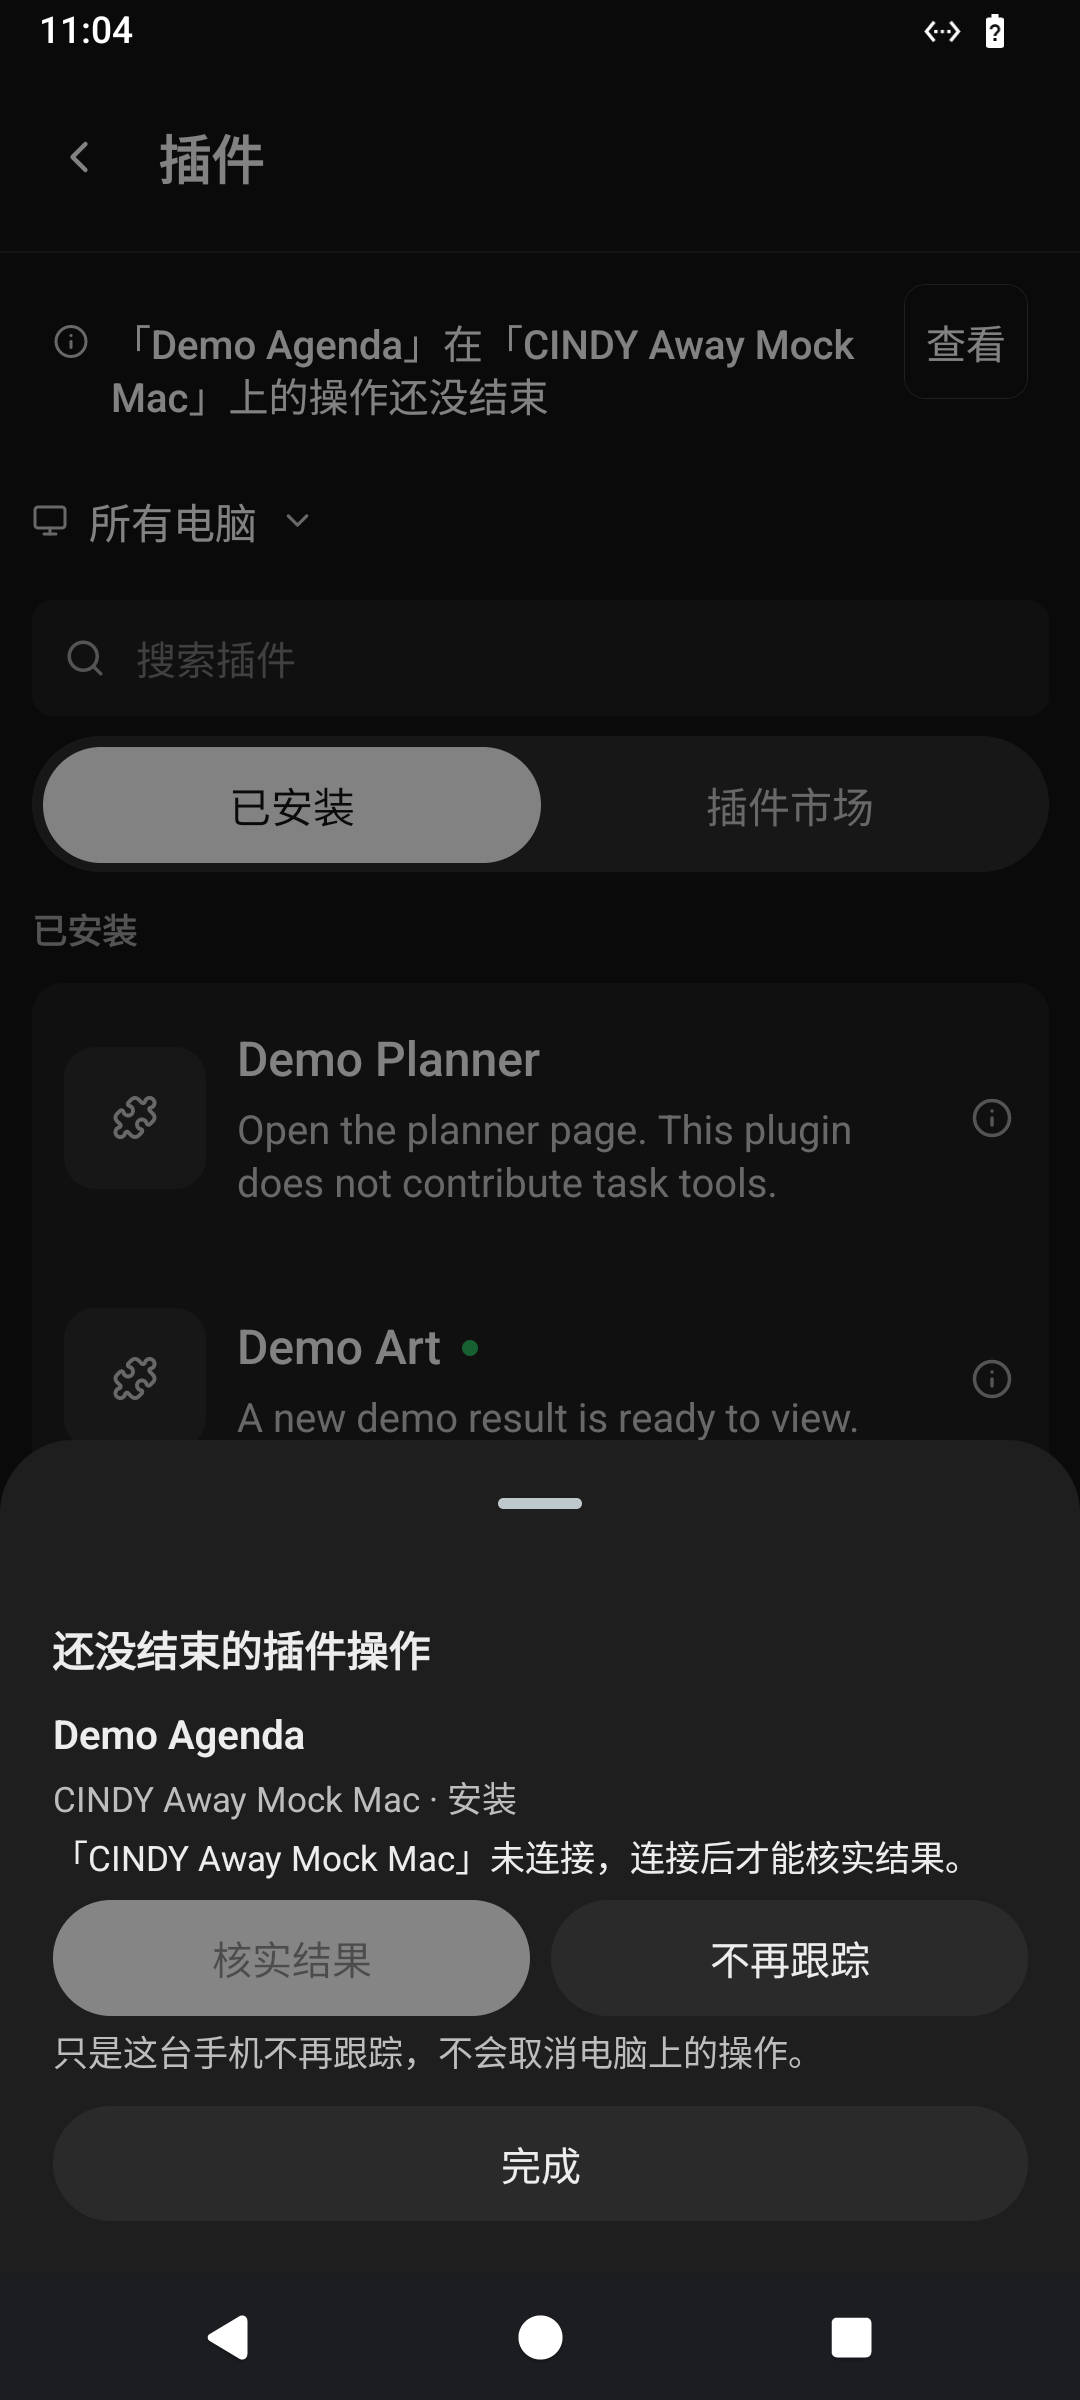 11:04
插件
「Demo Agenda」在「CINDY Away Mock
Mac」上的操作还没结束
查看
所有电脑
搜索插件
已安装
插件市场
已安装
Demo Planner
Open the planner page. This plugin
does not contribute task tools.
Demo Art
A new demo result is ready to view.
还没结束的插件操作
Demo Agenda
CINDY Away Mock Mac · 安装
「CINDY Away Mock Mac」未连接，连接后才能核实结果。
核实结果
不再跟踪
只是这台手机不再跟踪，不会取消电脑上的操作。
完成